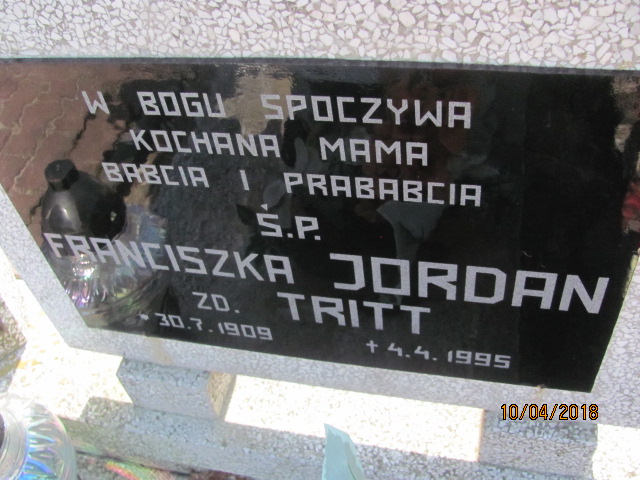 W BOGU SPOCZYWA
KOCHANA MAMA
BABCIA I PRABABCIA
Ś.P.
FRANCISZKA JORDAN
ZD. TRITT
* 30.7.1909 + 4.4.1995
10/04/2018